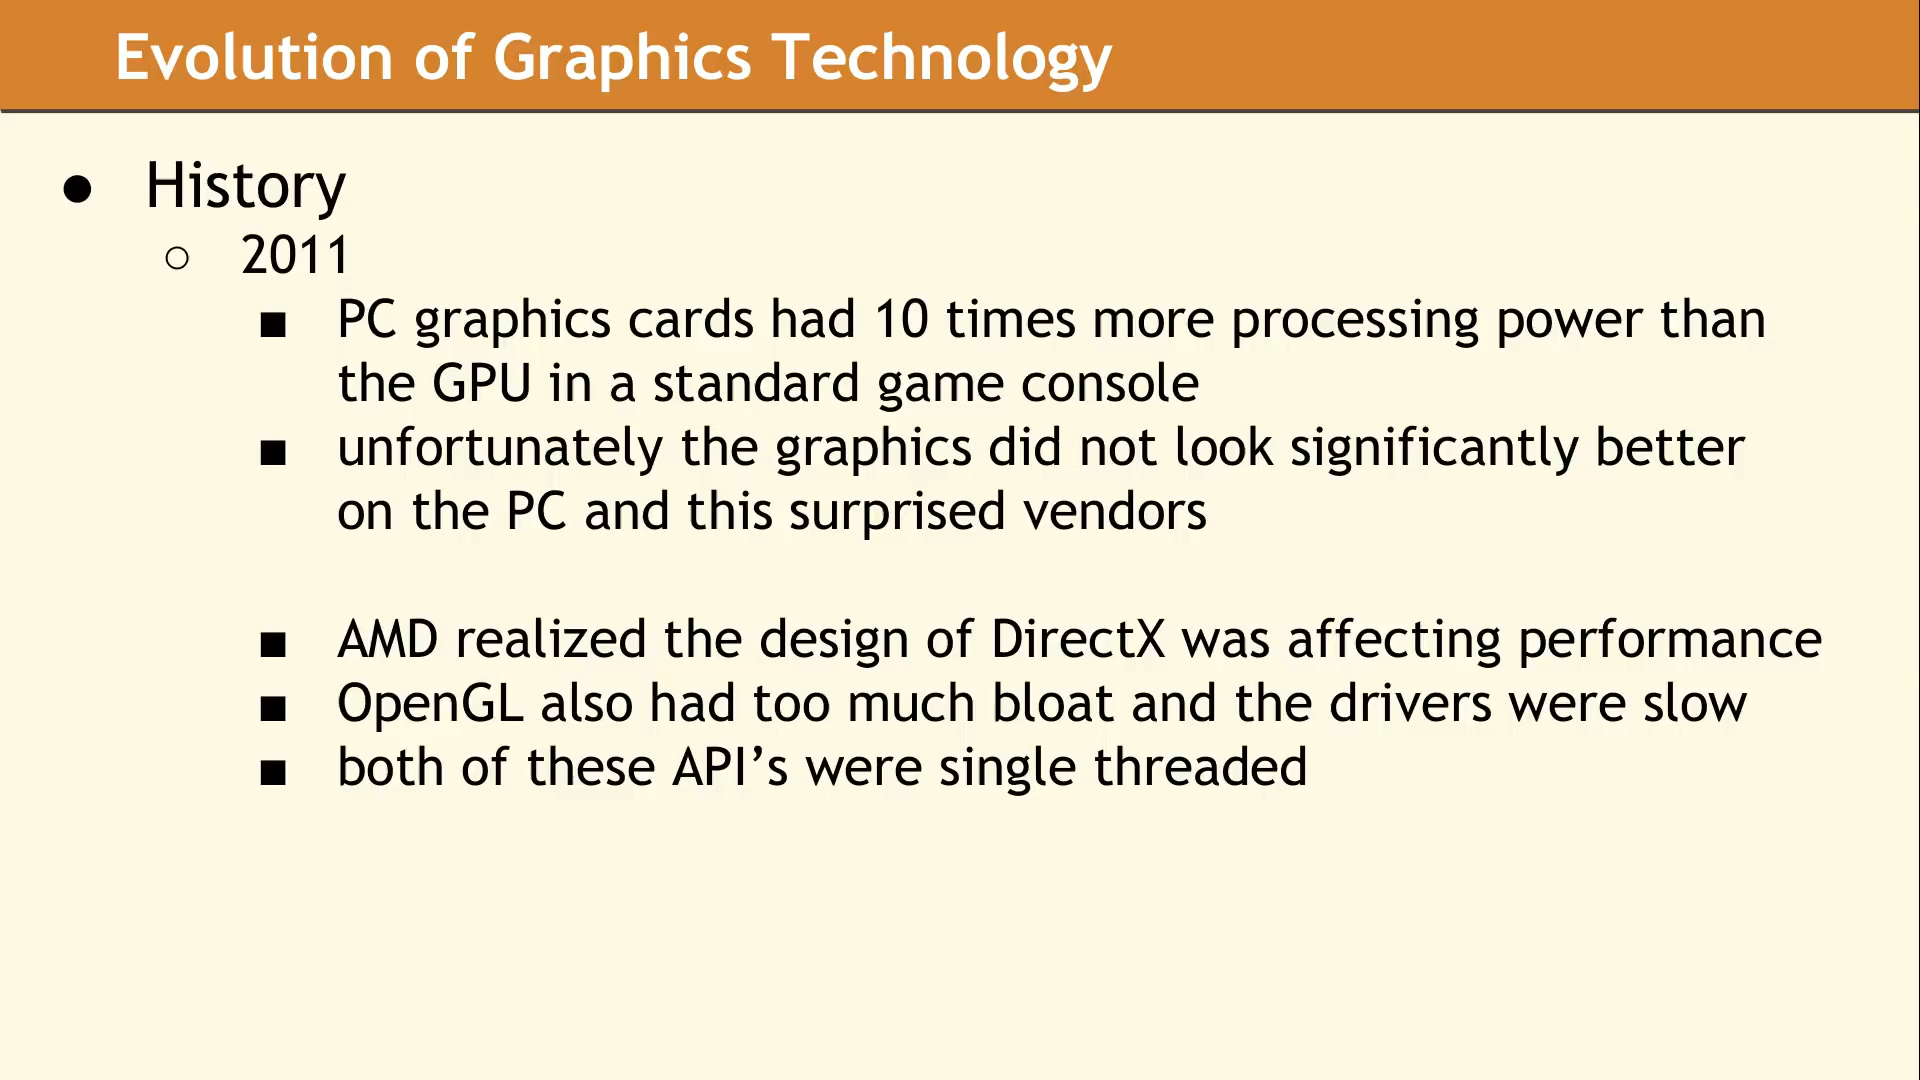 Evolution of Graphics Technology
● History
○ 2011
■ PC graphics cards had 10 times more processing power than
the GPU in a standard game console
■ unfortunately the graphics did not look significantly better
on the PC and this surprised vendors
■ AMD realized the design of DirectX was affecting performance
■ OpenGL also had too much bloat and the drivers were slow
■ both of these API’s were single threaded